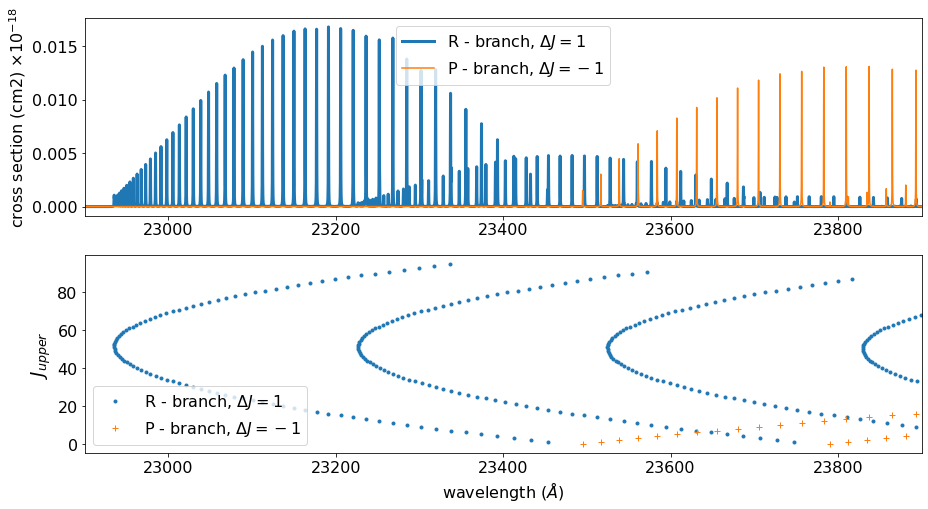 cross section (cm2) ×10⁻¹⁸
0.015
0.010
0.005
0.000
R - branch, ΔJ = 1
P - branch, ΔJ = −1
23000
23200
23400
23600
23800
J_upper
80
60
40
20
0
R - branch, ΔJ = 1
P - branch, ΔJ = −1
23000
23200
23400
23600
23800
wavelength (Å)